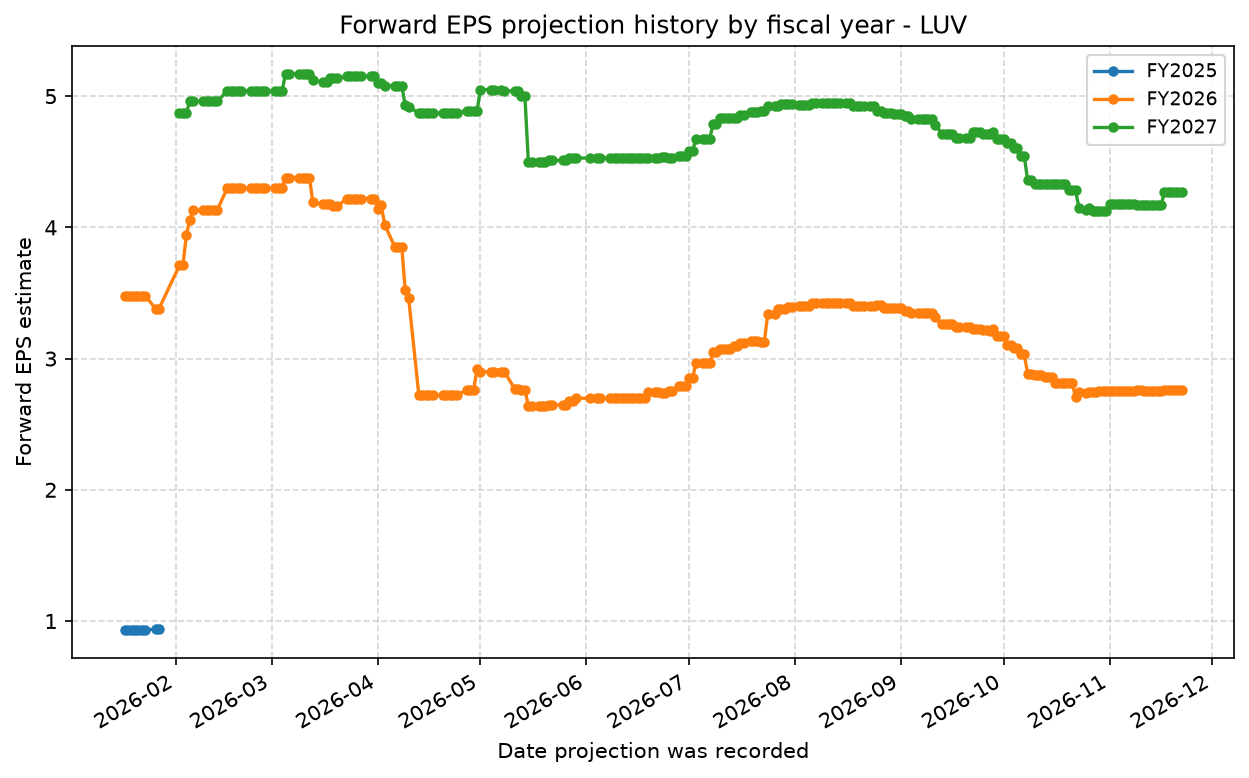 Forward EPS projection history by fiscal year - LUV
FY2025
FY2026
FY2027
Forward EPS estimate
5
4
3
2
1
2026-02
2026-03
2026-04
2026-05
2026-06
2026-07
2026-08
2026-09
2026-10
2026-11
2026-12
Date projection was recorded